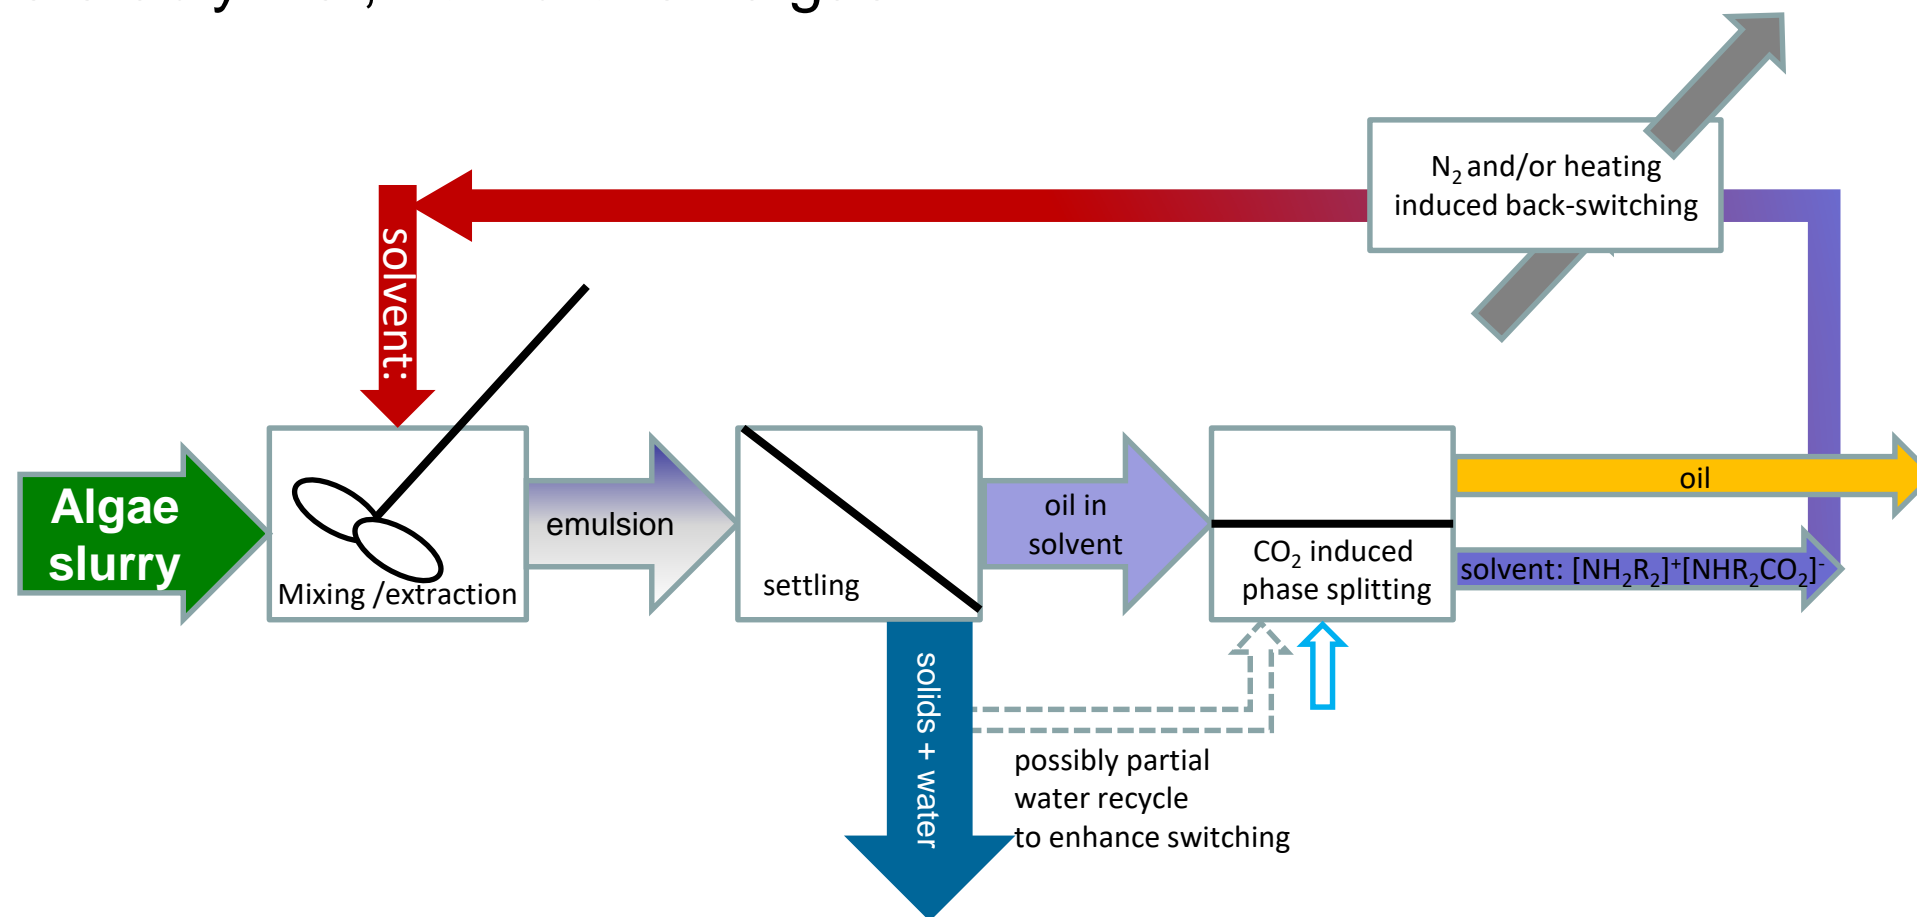 N₂ and/or heating
induced back-switching
solvent:
Algae
slurry
Mixing /extraction
emulsion
settling
oil in
solvent
CO₂ induced
phase splitting
oil
solvent: [NH₂R₂]⁺[NHR₂CO₂]⁻
solids + water
possibly partial
water recycle
to enhance switching